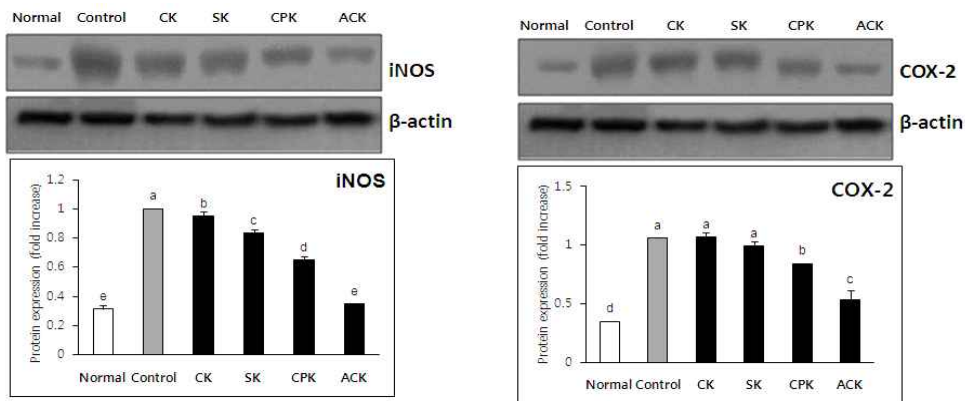 Normal Control CK SK CPK ACK
iNOS
β-actin
iNOS
Protein expression (fold increase)
1.2
1
0.8
0.6
0.4
0.2
0
e a b c d e
Normal Control CK SK CPK ACK
Normal Control CK SK CPK ACK
COX-2
β-actin
COX-2
Protein expression (fold increase)
1.5
1
0.5
0
d a a a b c
Normal Control CK SK CPK ACK